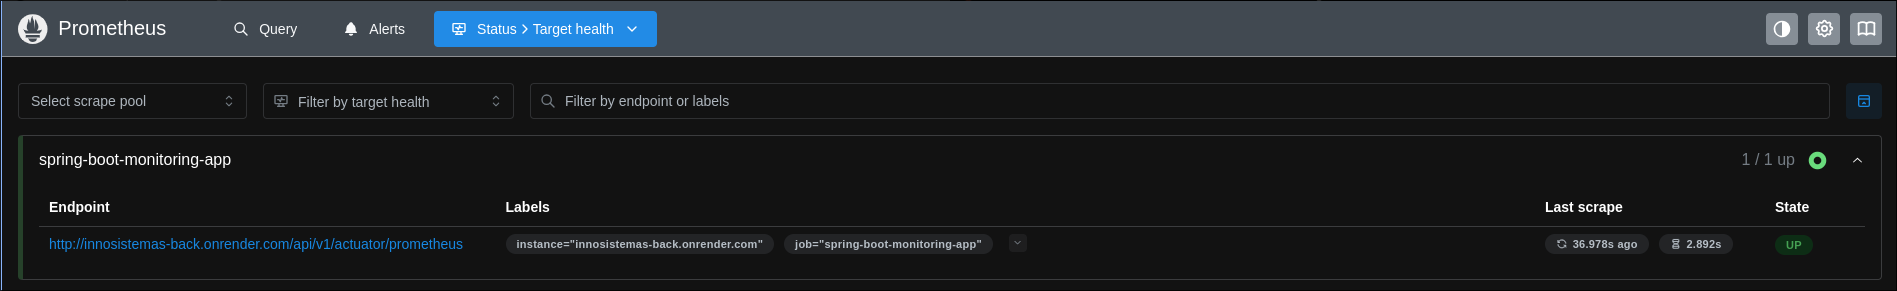 Prometheus Query Alerts Status > Target health
Select scrape pool Filter by target health Filter by endpoint or labels
spring-boot-monitoring-app 1 / 1 up
Endpoint Labels Last scrape State
http://innosistemas-back.onrender.com/api/v1/actuator/prometheus instance="innosistemas-back.onrender.com" job="spring-boot-monitoring-app" 36.978s ago 2.892s UP